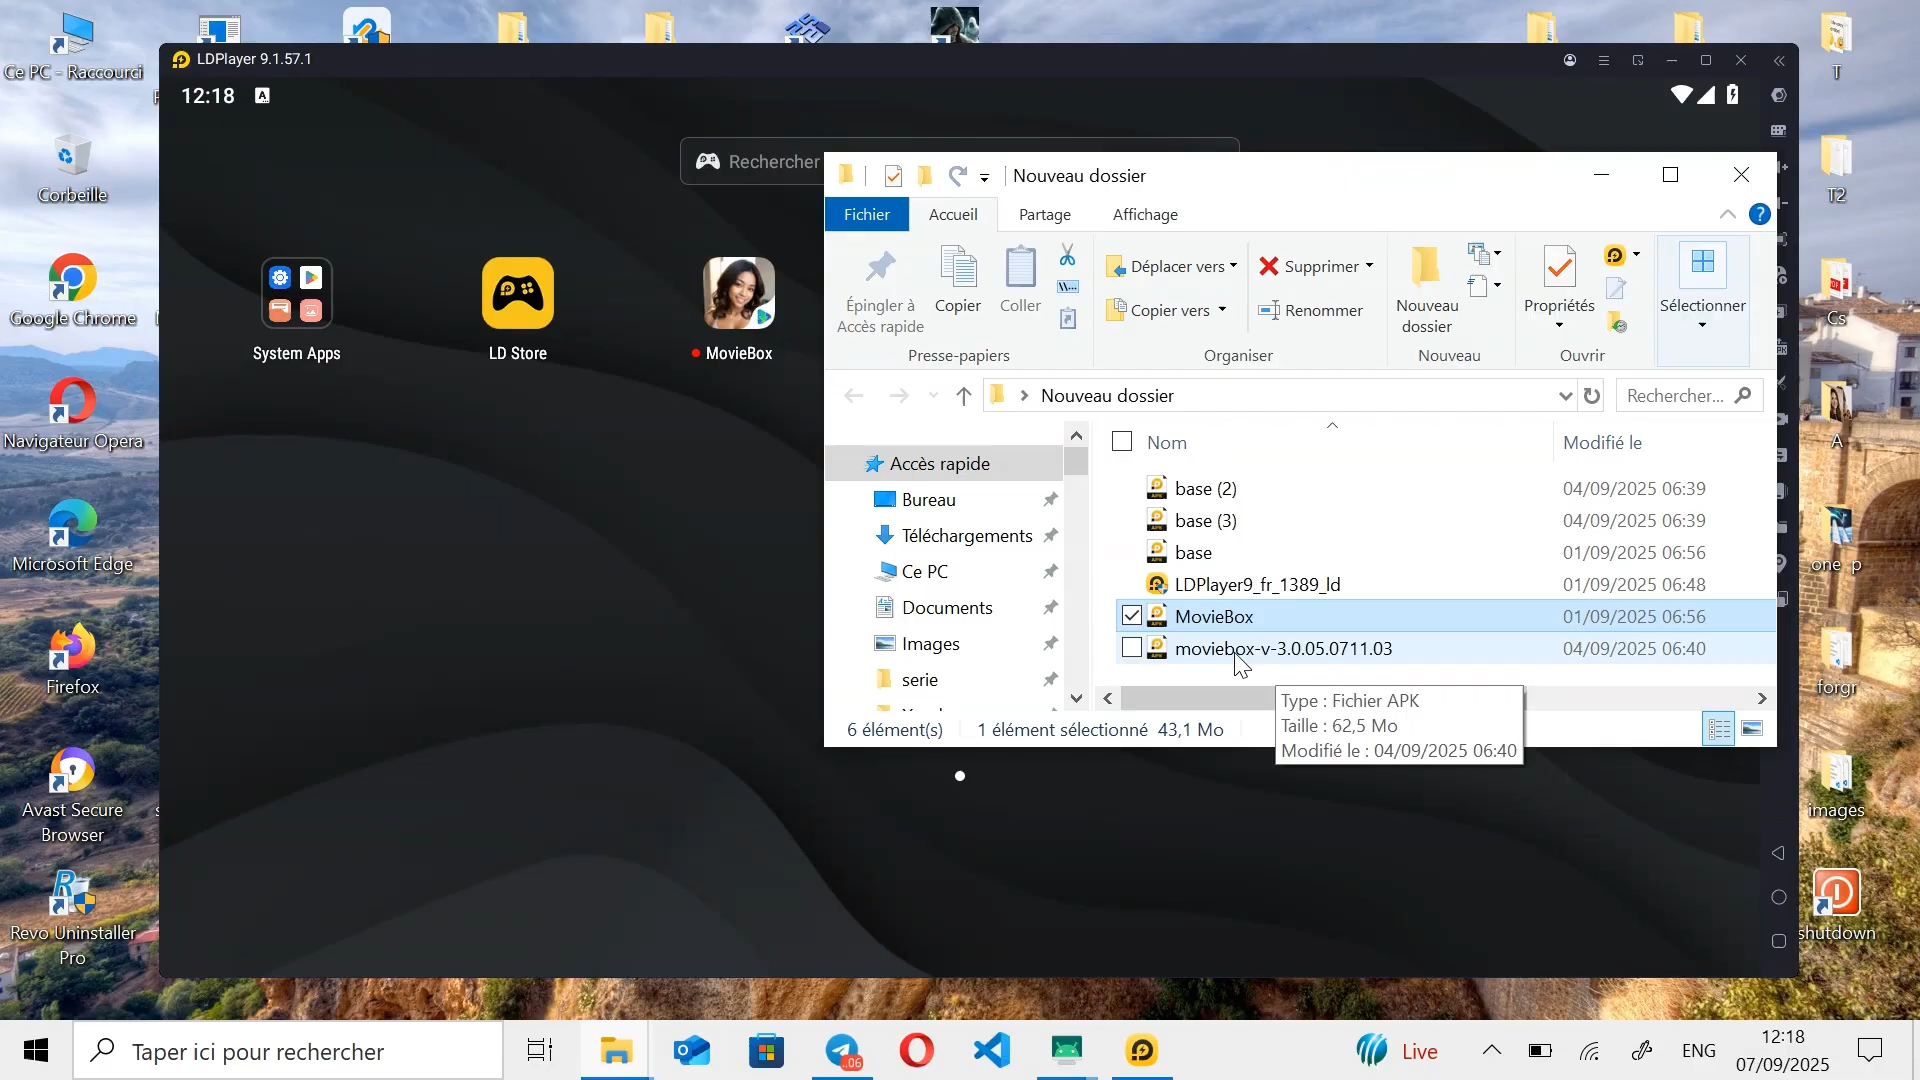 Ce PC - Raccourci
Corbeille
Google Chrome
Navigateur Opera
Microsoft Edge
Firefox
Avast Secure
Browser
Revo Uninstaller
Pro
LDPlayer 9.1.57.1
12:18
A
Rechercher
System Apps
LD Store
MovieBox
Nouveau dossier
Fichier
Accueil
Partage
Affichage
Épingler à
Accès rapide
Copier
Coller
Presse-papiers
Déplacer vers
Copier vers
Supprimer
Renommer
Organiser
Nouveau
dossier
Nouveau
Propriétés
Ouvrir
Sélectionner
Nouveau dossier
Rechercher...
Accès rapide
Bureau
Téléchargements
Ce PC
Documents
Images
serie
Nom
Modifié le
base (2)
04/09/2025 06:39
base (3)
04/09/2025 06:39
base
01/09/2025 06:56
LDPlayer9_fr_1389_ld
01/09/2025 06:48
MovieBox
01/09/2025 06:56
moviebox-v-3.0.05.0711.03
04/09/2025 06:40
Type : Fichier APK
Taille : 62,5 Mo
Modifié le : 04/09/2025 06:40
6 élément(s)
1 élément sélectionné 43,1 Mo
T
T2
Cs
A
one_p
forgr
images
shutdown
Taper ici pour rechercher
.06
Live
ENG
12:18
07/09/2025